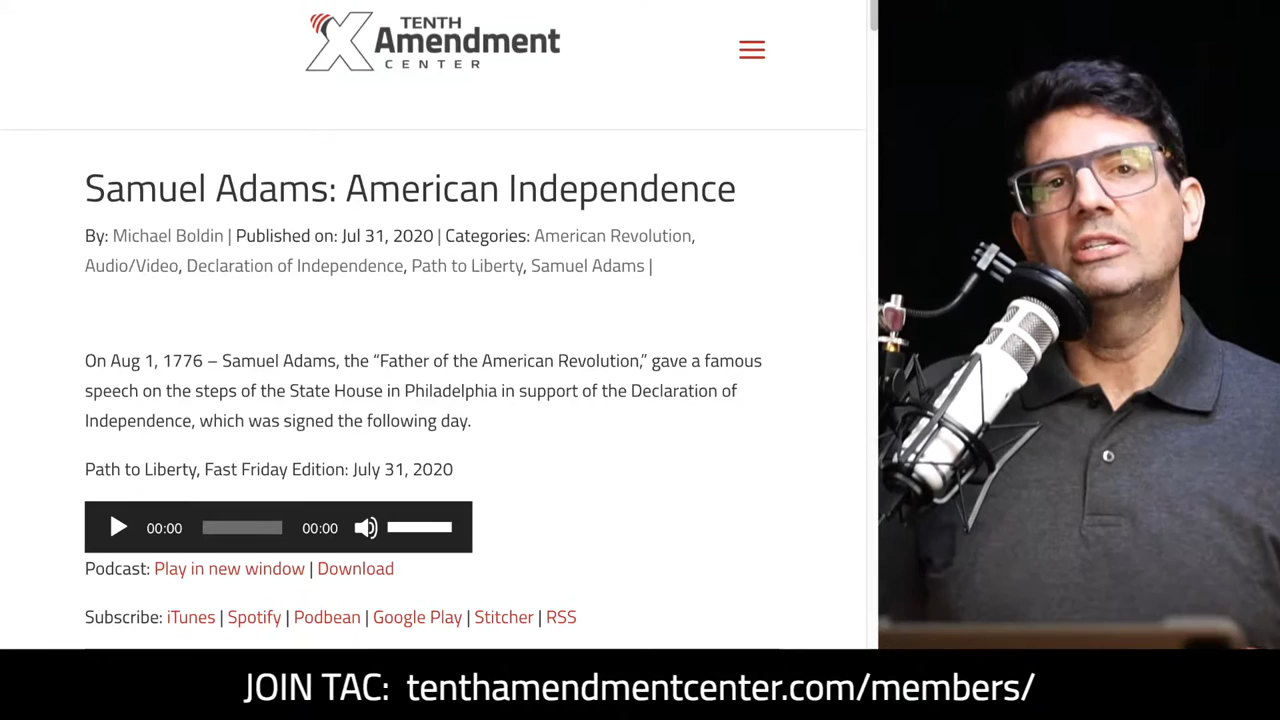 TENTH
Amendment
CENTER
Samuel Adams: American Independence
By: Michael Boldin | Published on: Jul 31, 2020 | Categories: American Revolution,
Audio/Video, Declaration of Independence, Path to Liberty, Samuel Adams |
On Aug 1, 1776 – Samuel Adams, the “Father of the American Revolution,” gave a famous
speech on the steps of the State House in Philadelphia in support of the Declaration of
Independence, which was signed the following day.
Path to Liberty, Fast Friday Edition: July 31, 2020
00:00 00:00
Podcast: Play in new window | Download
Subscribe: iTunes | Spotify | Podbean | Google Play | Stitcher | RSS
JOIN TAC: tenthamendmentcenter.com/members/